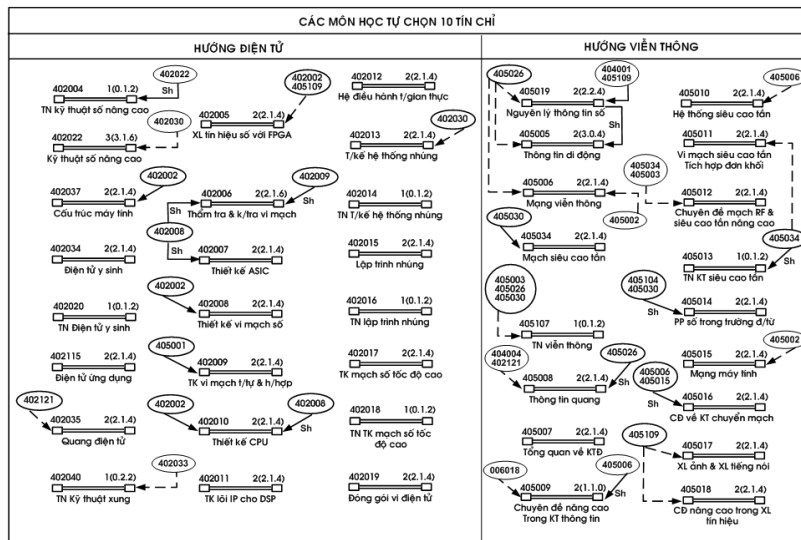 CÁC MÔN HỌC TỰ CHỌN 10 TÍN CHỈ
HƯỚNG ĐIỆN TỬ
402004 1(0.1.2)
TN kỹ thuật số nâng cao
402022
Sh
402022 3(3.1.6)
Kỹ thuật số nâng cao
402030
402037 2(2.1.4)
Cấu trúc máy tính
402002
402034 2(2.1.4)
Điện tử y sinh
402020 1(0.1.2)
TN Điện tử y sinh
402115 2(2.1.4)
Điện tử ứng dụng
402121
402035 2(2.1.4)
Quang điện tử
402040 1(0.2.2)
TN Kỹ thuật xung
402033
402002
405109
402005 2(2.1.4)
XL tín hiệu số với FPGA
402009
402006 2(2.1.6)
Sh
Sh
Thẩm tra & k/tra vi mạch
402008
Sh
402007 2(2.1.4)
Thiết kế ASIC
402002
402008 2(2.1.4)
Thiết kế vi mạch số
405001
402009 2(2.1.4)
TK vi mạch t/tự & h/hợp
402002
402008
402010 2(2.1.4)
Sh
Thiết kế CPU
402011 2(2.1.4)
TK lõi IP cho DSP
402012 2(2.1.4)
Hệ điều hành t/gian thực
402030
402013 2(2.1.4)
T/kế hệ thống nhúng
402014 1(0.1.2)
TN T/kế hệ thống nhúng
402015 2(2.1.4)
Lập trình nhúng
402016 1(0.1.2)
TN lập trình nhúng
402017 2(2.1.4)
TK mạch số tốc độ cao
402018 1(0.1.2)
TN TK mạch số tốc
độ cao
402019 2(2.1.4)
Đóng gói vi điện tử
HƯỚNG VIỄN THÔNG
405026
404001
405109
405019 2(2.2.4)
Nguyên lý thông tin số
Sh
405005 2(3.0.4)
Thông tin di động
405006 2(2.1.4)
Mạng viễn thông
405002
405030
405034 2(2.1.4)
Mạch siêu cao tần
405003
405026
405030
405107 1(0.1.2)
TN viễn thông
404004
402121
405026
405008 2(2.1.4)
Sh
Thông tin quang
405007 2(2.1.4)
Tổng quan về KTĐ
006018
405006
405009 2(1.1.0)
Sh
Chuyên đề nâng cao
Trong KT thông tin
405006
405010 2(2.1.4)
Hệ thống siêu cao tần
405011 2(2.1.4)
Vi mạch siêu cao tần
Tích hợp đơn khối
405034
405003
405012 2(2.1.4)
Chuyên đề mạch RF &
siêu cao tần nâng cao
405034
Sh
405013 1(0.1.2)
TN KT siêu cao tần
405104
405030
Sh
405014 2(2.1.4)
PP số trong trường đ/từ
405002
405015 2(2.1.4)
Mạng máy tính
405006
405015
Sh
405016 2(2.1.4)
CĐ về KT chuyển mạch
405109
405017 2(2.1.4)
XL ảnh & XL tiếng nói
405018 2(2.1.4)
CĐ nâng cao trong XL
tín hiệu